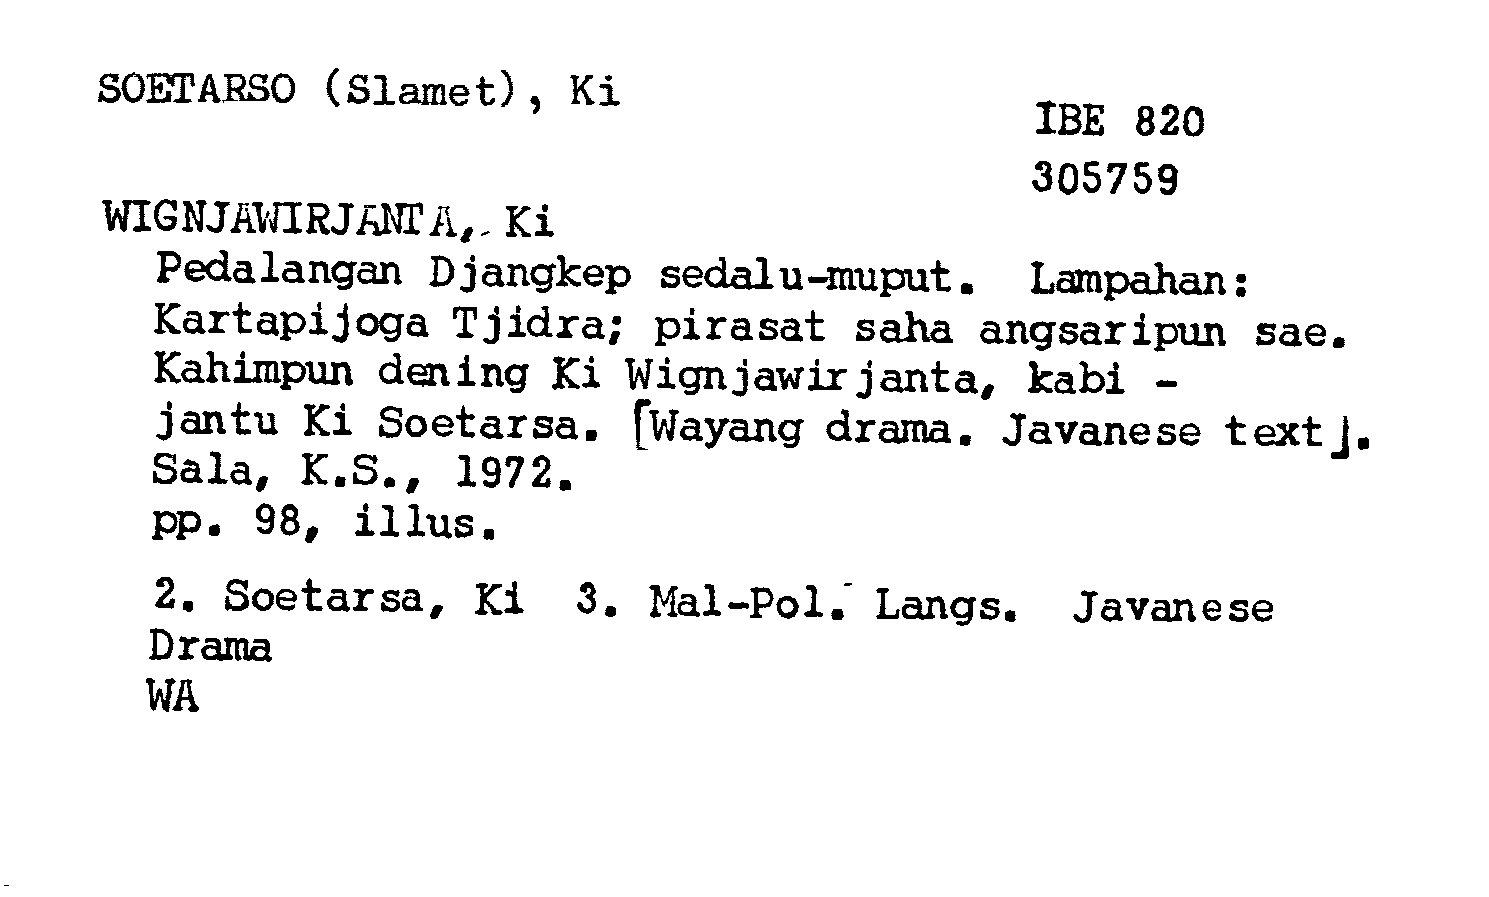 SOETARSO (Slamet), Ki
IBE 820
305759
WIGNJAWIRJANTA, Ki
Pedalangan Djangkep sedalu-muput. Lampahan:
Kartapijoga Tjidra; pirasat saha angsaripun sae.
Kahimpun dening Ki Wignjawirjanta, kabi -
jantu Ki Soetarsa. [Wayang drama. Javanese text].
Sala, K.S., 1972.
pp. 98, illus.
2. Soetarsa, Ki 3. Mal-Pol. Langs. Javanese
Drama
WA